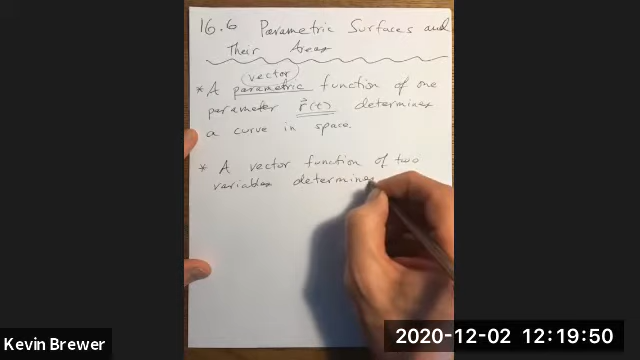 16.6 Parametric Surfaces and
Their Areas
(vector)
* A parametric function of one
parameter r⃗(t) determines
a curve in space.
* A vector function of two
variables determines
Kevin Brewer
2020-12-02 12:19:50